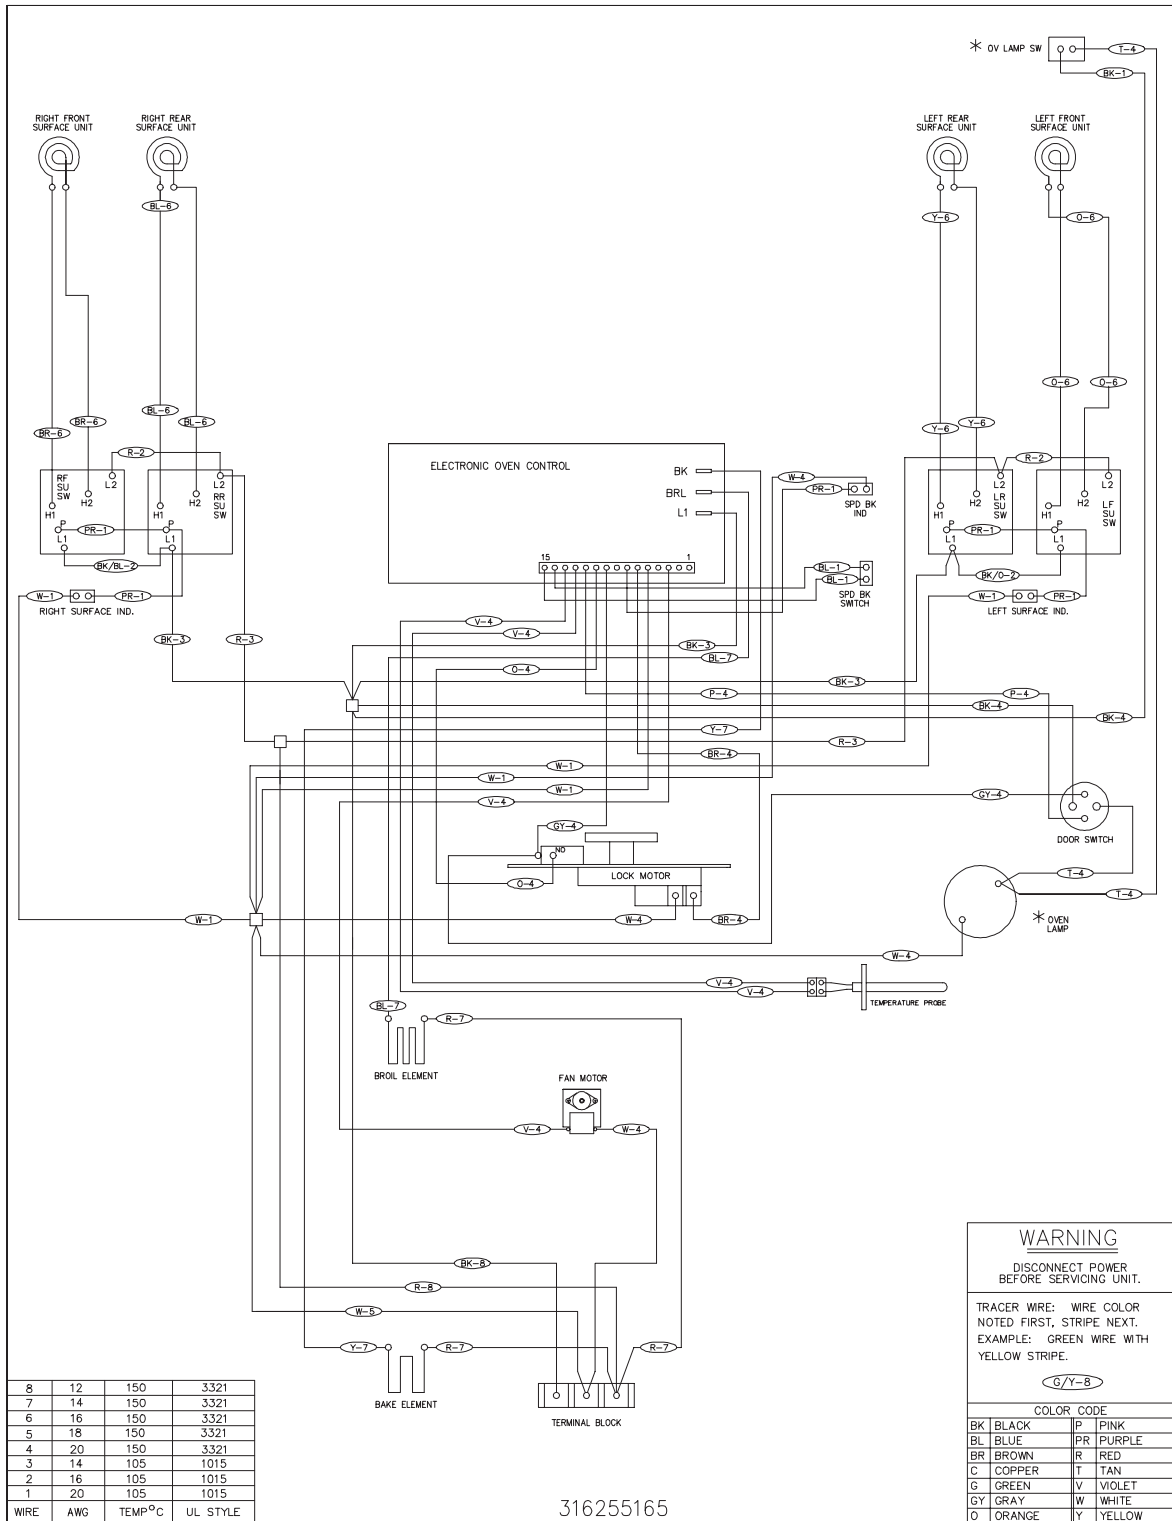 OV LAMP SW
T-4
BK-1
RIGHT FRONT
SURFACE UNIT
RIGHT REAR
SURFACE UNIT
LEFT REAR
SURFACE UNIT
LEFT FRONT
SURFACE UNIT
BL-6
Y-6
O-6
BR-6
BR-6
BL-6
BL-6
Y-6
Y-6
O-6
O-6
R-2
R-2
RF
SU
SW
L2
H1
H2
P
L1
PR-1
BK/BL-2
L2
RR
SU
SW
H1
H2
P
L1
ELECTRONIC OVEN CONTROL
BK
BRL
L1
15
1
W-4
PR-1
SPD BK
IND
BL-1
BL-1
SPD BK
SWITCH
L2
LR
SU
SW
H1
H2
P
L1
PR-1
BK/O-2
L2
LF
SU
SW
H1
H2
P
L1
W-1
PR-1
RIGHT SURFACE IND.
W-1
PR-1
LEFT SURFACE IND.
V-4
V-4
BK-3
R-3
BK-3
BL-7
O-4
BK-3
P-4
P-4
BK-4
BK-4
Y-7
R-3
BR-4
W-1
W-1
W-1
V-4
GY-4
GY-4
DOOR SWITCH
NO
LOCK MOTOR
O-4
T-4
T-4
W-1
W-4
BR-4
OVEN
LAMP
W-4
V-4
V-4
TEMPERATURE PROBE
BL-7
R-7
BROIL ELEMENT
FAN MOTOR
V-4
W-4
BK-8
R-8
W-5
Y-7
R-7
R-7
BAKE ELEMENT
TERMINAL BLOCK
WARNING
DISCONNECT POWER
BEFORE SERVICING UNIT.
TRACER WIRE: WIRE COLOR
NOTED FIRST, STRIPE NEXT.
EXAMPLE: GREEN WIRE WITH
YELLOW STRIPE.
G/Y-8
COLOR CODE
BK BLACK P PINK
BL BLUE PR PURPLE
BR BROWN R RED
C COPPER T TAN
G GREEN V VIOLET
GY GRAY W WHITE
O ORANGE Y YELLOW
8 12 150 3321
7 14 150 3321
6 16 150 3321
5 18 150 3321
4 20 150 3321
3 14 105 1015
2 16 105 1015
1 20 105 1015
WIRE AWG TEMP°C UL STYLE
316255165